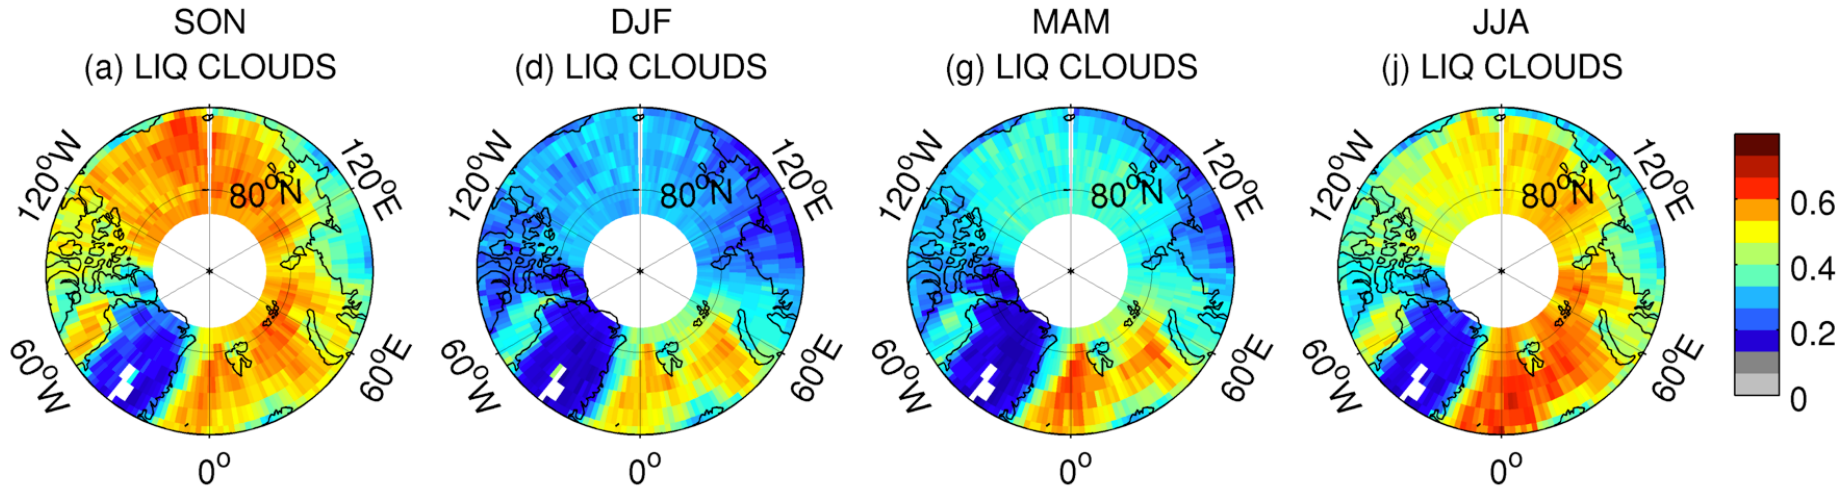 SON
(a) LIQ CLOUDS
120°W
120°E
80°N
60°W
60°E
0°
DJF
(d) LIQ CLOUDS
120°W
120°E
80°N
60°W
60°E
0°
MAM
(g) LIQ CLOUDS
120°W
120°E
80°N
60°W
60°E
0°
JJA
(j) LIQ CLOUDS
120°W
120°E
80°N
60°W
60°E
0°
0.6
0.4
0.2
0